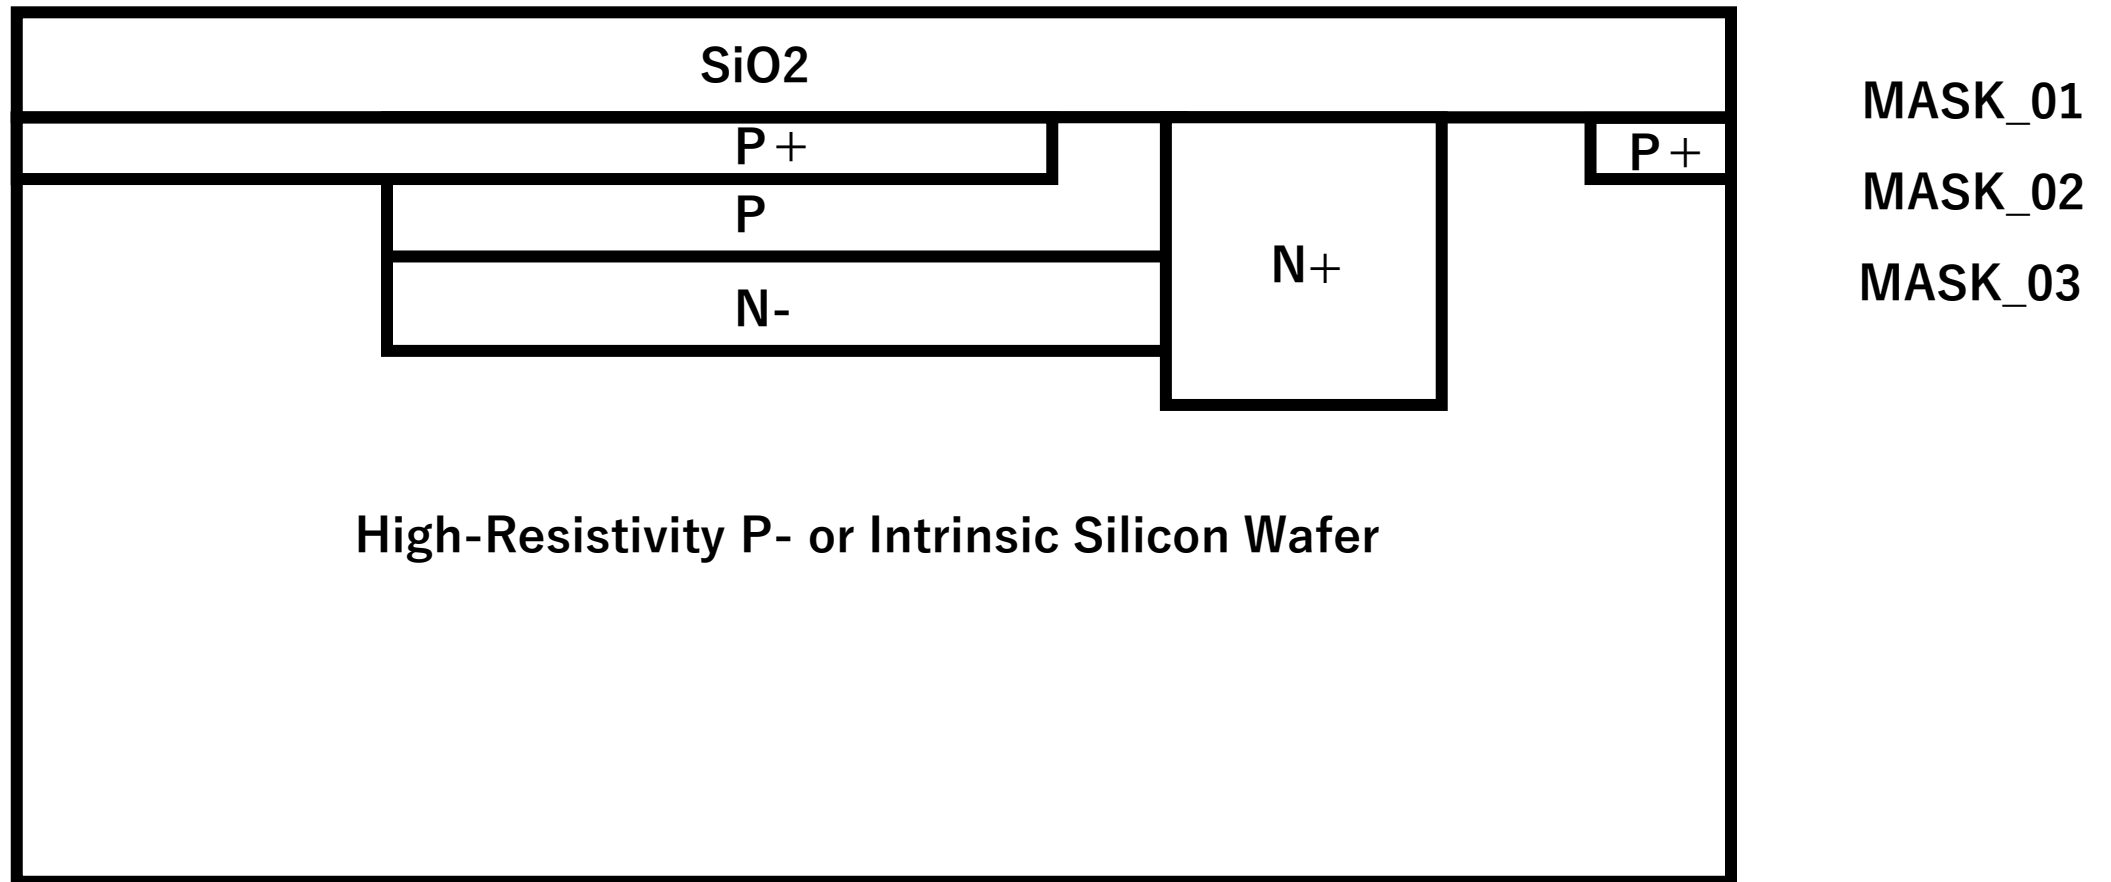 SiO2
MASK_01
P+
P+
MASK_02
P
N+
MASK_03
N-
High-Resistivity P- or Intrinsic Silicon Wafer